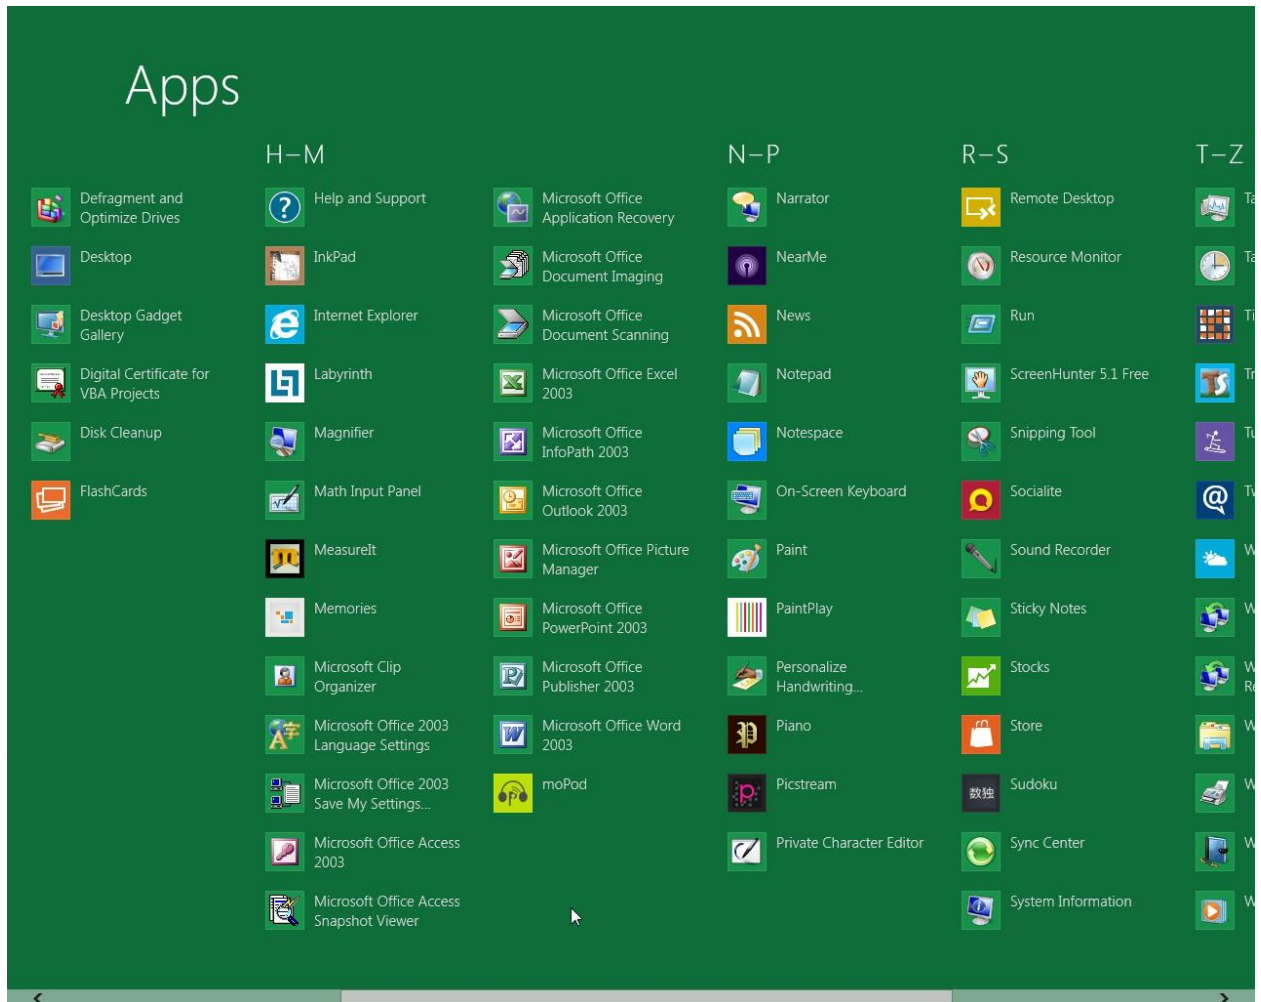 Apps
H–M
N–P
R–S
T–Z
Defragment and
Optimize Drives
Desktop
Desktop Gadget
Gallery
Digital Certificate for
VBA Projects
Disk Cleanup
FlashCards
Help and Support
InkPad
Internet Explorer
Labyrinth
Magnifier
Math Input Panel
MeasureIt
Memories
Microsoft Clip
Organizer
Microsoft Office 2003
Language Settings
Microsoft Office 2003
Save My Settings...
Microsoft Office Access
2003
Microsoft Office Access
Snapshot Viewer
Microsoft Office
Application Recovery
Microsoft Office
Document Imaging
Microsoft Office
Document Scanning
Microsoft Office Excel
2003
Microsoft Office
InfoPath 2003
Microsoft Office
Outlook 2003
Microsoft Office Picture
Manager
Microsoft Office
PowerPoint 2003
Microsoft Office
Publisher 2003
Microsoft Office Word
2003
moPod
Narrator
NearMe
News
Notepad
Notespace
On-Screen Keyboard
Paint
PaintPlay
Personalize
Handwriting...
Piano
Picstream
Private Character Editor
Remote Desktop
Resource Monitor
Run
ScreenHunter 5.1 Free
Snipping Tool
Socialite
Sound Recorder
Sticky Notes
Stocks
Store
数独
Sudoku
Sync Center
System Information